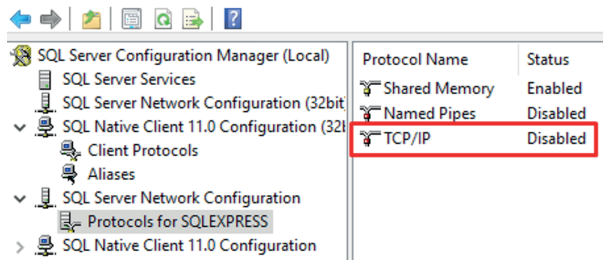 SQL Server Configuration Manager (Local)
SQL Server Services
SQL Server Network Configuration (32bit
SQL Native Client 11.0 Configuration (32b
Client Protocols
Aliases
SQL Server Network Configuration
Protocols for SQLEXPRESS
SQL Native Client 11.0 Configuration
Protocol Name Status
Shared Memory Enabled
Named Pipes Disabled
TCP/IP Disabled